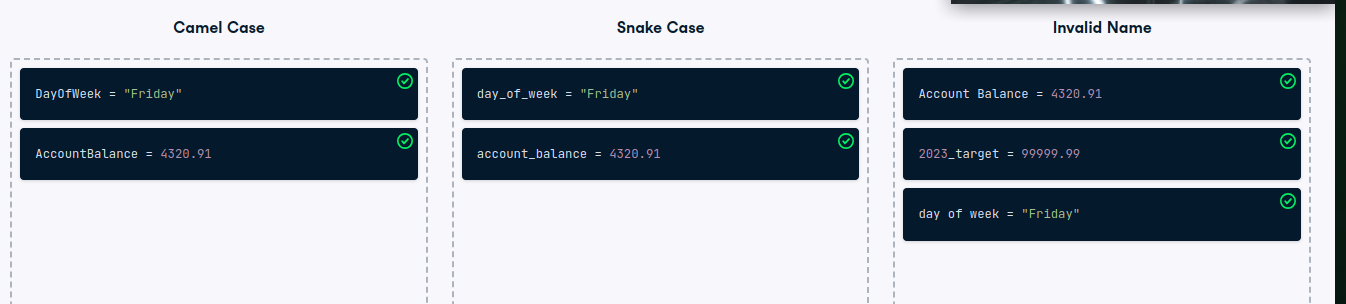 Camel Case
DayOfWeek = "Friday"
AccountBalance = 4320.91
Snake Case
day_of_week = "Friday"
account_balance = 4320.91
Invalid Name
Account Balance = 4320.91
2023_target = 99999.99
day of week = "Friday"